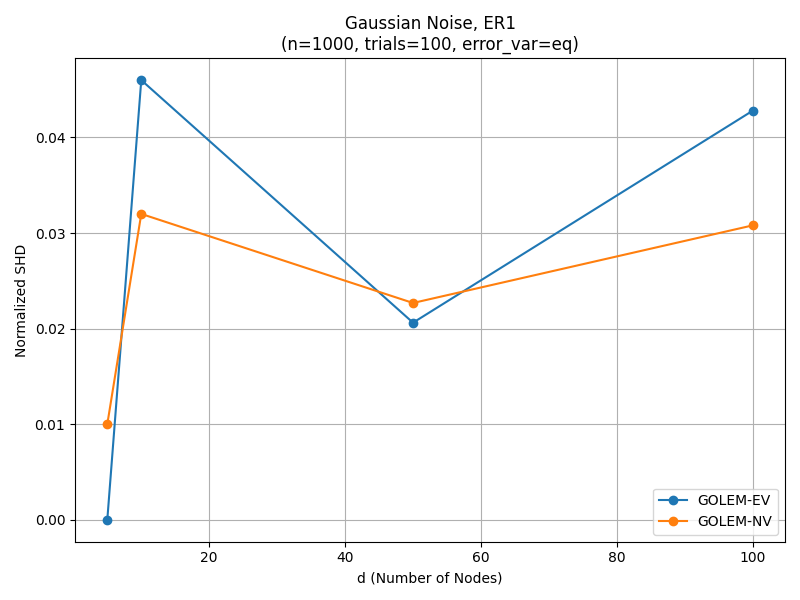 Gaussian Noise, ER1
(n=1000, trials=100, error_var=eq)
Normalized SHD
0.04
0.03
0.02
0.01
0.00
20
40
60
80
100
d (Number of Nodes)
GOLEM-EV
GOLEM-NV